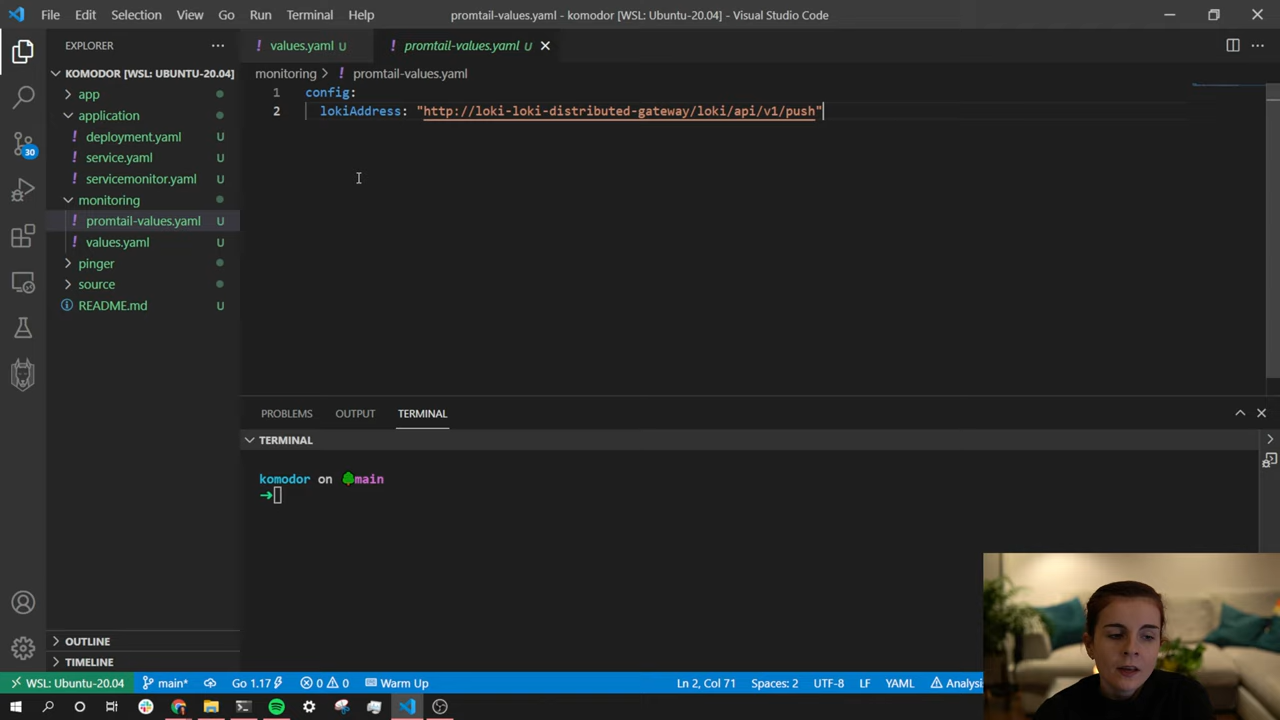 File Edit Selection View Go Run Terminal Help
promtail-values.yaml - komodor [WSL: Ubuntu-20.04] - Visual Studio Code
EXPLORER
values.yaml U
promtail-values.yaml U
KOMODOR [WSL: UBUNTU-20.04]
monitoring > promtail-values.yaml
app
application
deployment.yaml U
service.yaml U
servicemonitor.yaml U
monitoring
promtail-values.yaml U
values.yaml U
pinger
source
README.md U
30
1 config:
2 lokiAddress: "http://loki-loki-distributed-gateway/loki/api/v1/push"
PROBLEMS OUTPUT TERMINAL
TERMINAL
komodor on main
OUTLINE
TIMELINE
WSL: Ubuntu-20.04 main* Go 1.17 0 0 Warm Up Ln 2, Col 71 Spaces: 2 UTF-8 LF YAML Analysi